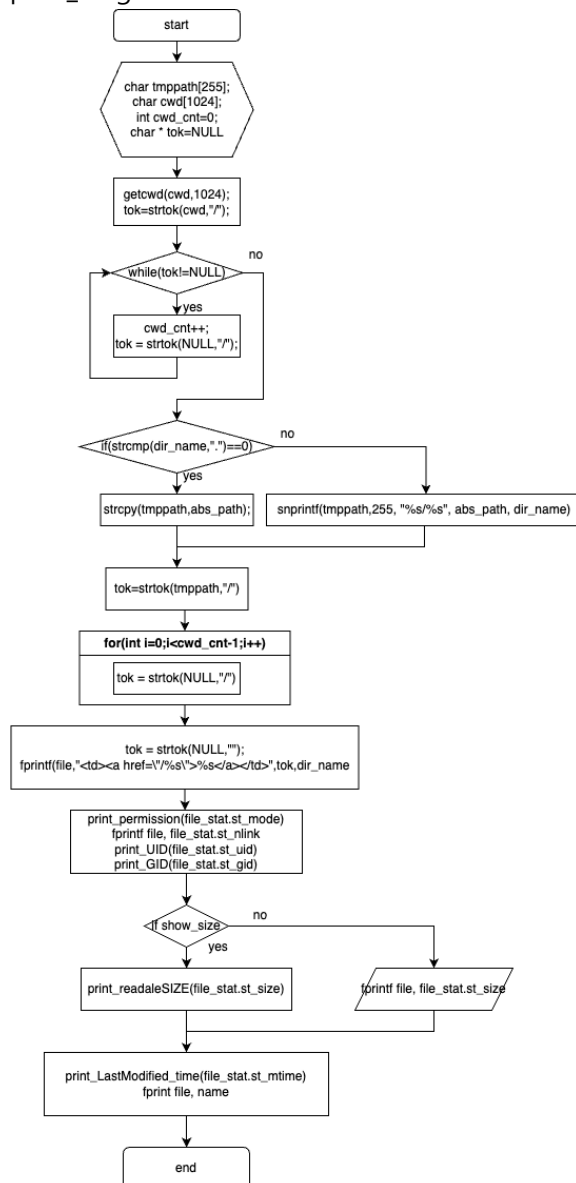 start
char tmppath[255];
char cwd[1024];
int cwd_cnt=0;
char * tok=NULL
getcwd(cwd,1024);
tok=strtok(cwd,"/");
no
while(tok!=NULL)
yes
cwd_cnt++;
tok = strtok(NULL,"/");
no
if(strcmp(dir_name,".")==0)
yes
strcpy(tmppath,abs_path);
snprintf(tmppath,255, "%s/%s", abs_path, dir_name)
tok=strtok(tmppath,"/")
for(int i=0;i<cwd_cnt-1;i++)
tok = strtok(NULL,"/")
tok = strtok(NULL,"");
fprintf(file,"<td><a href=\"/%s\">%s</a></td>",tok,dir_name
print_permission(file_stat.st_mode)
fprintf file, file_stat.st_nlink
print_UID(file_stat.st_uid)
print_GID(file_stat.st_gid)
no
if show_size
yes
print_readaleSIZE(file_stat.st_size)
fprintf file, file_stat.st_size
print_LastModified_time(file_stat.st_mtime)
fprint file, name
end